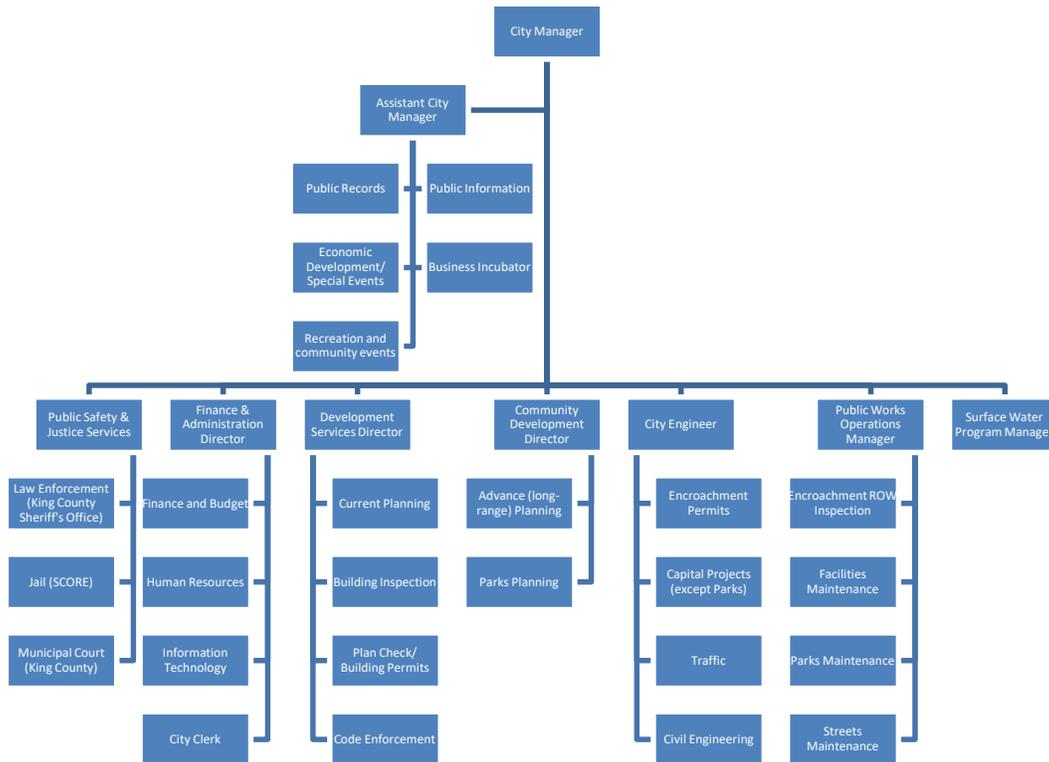 City Manager
Assistant City
Manager
Public Records
Public Information
Economic
Development/
Special Events
Business Incubator
Recreation and
community events
Public Safety &
Justice Services
Finance &
Administration
Director
Development
Services Director
Community
Development
Director
City Engineer
Public Works
Operations
Manager
Surface Water
Program Manage
Law Enforcement
(King County
Sheriff's Office)
Finance and Budget
Current Planning
Advance (long-
range) Planning
Encroachment
Permits
Encroachment ROW
Inspection
Jail (SCORE)
Human Resources
Building Inspection
Parks Planning
Capital Projects
(except Parks)
Facilities
Maintenance
Municipal Court
(King County)
Information
Technology
Plan Check/
Building Permits
Traffic
Parks Maintenance
City Clerk
Code Enforcement
Civil Engineering
Streets
Maintenance